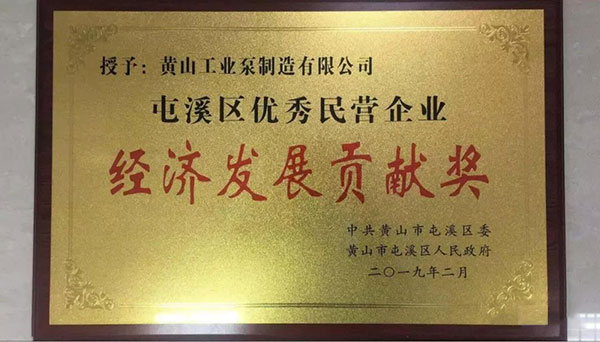 授予：黄山工业泵制造有限公司
屯溪区优秀民营企业
经济发展贡献奖
中共黄山市屯溪区委
黄山市屯溪区人民政府
二〇一九年二月